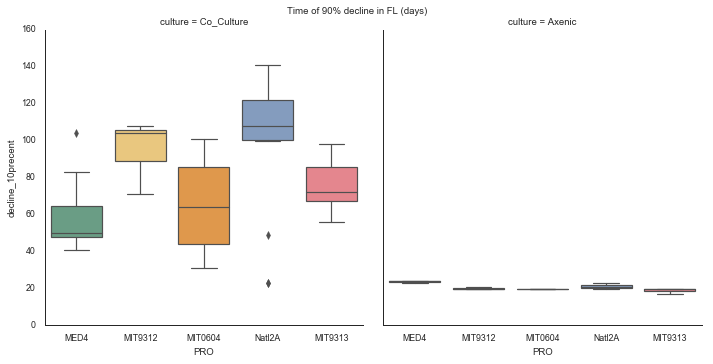 Time of 90% decline in FL (days)
culture = Co_Culture
culture = Axenic
decline_10precent
160
140
120
100
80
60
40
20
0
MED4 MIT9312 MIT0604 Natl2A MIT9313
MED4 MIT9312 MIT0604 Natl2A MIT9313
PRO
PRO